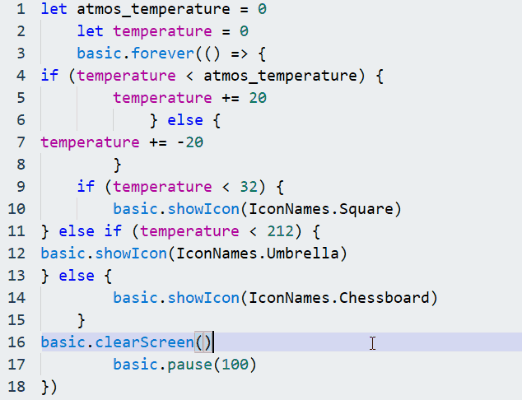 1 let atmos_temperature = 0
2     let temperature = 0
3     basic.forever(() => {
4 if (temperature < atmos_temperature) {
5         temperature += 20
6             } else {
7 temperature += -20
8         }
9     if (temperature < 32) {
10         basic.showIcon(IconNames.Square)
11 } else if (temperature < 212) {
12 basic.showIcon(IconNames.Umbrella)
13 } else {
14         basic.showIcon(IconNames.Chessboard)
15     }
16 basic.clearScreen()
17         basic.pause(100)
18 })